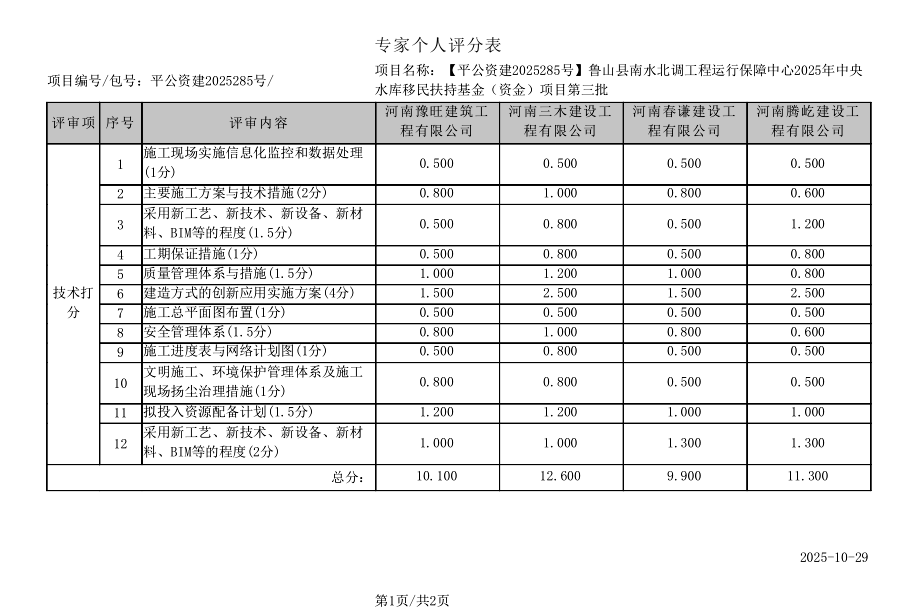 专家个人评分表
项目编号/包号: 平公资建2025285号/
项目名称: 【平公资建2025285号】鲁山县南水北调工程运行保障中心2025年中央
水库移民扶持基金（资金）项目第三批
评审项 序号 评审内容 河南豫旺建筑工程有限公司 河南三木建设工程有限公司 河南春谦建设工程有限公司 河南腾屹建设工程有限公司
技术打分
1 施工现场实施信息化监控和数据处理(1分) 0.500 0.500 0.500 0.500
2 主要施工方案与技术措施(2分) 0.800 1.000 0.800 0.600
3 采用新工艺、新技术、新设备、新材料、BIM等的程度(1.5分) 0.500 0.800 0.500 1.200
4 工期保证措施(1分) 0.500 0.800 0.500 0.800
5 质量管理体系与措施(1.5分) 1.000 1.200 1.000 0.800
6 建造方式的创新应用实施方案(4分) 1.500 2.500 1.500 2.500
7 施工总平面图布置(1分) 0.500 0.500 0.500 0.500
8 安全管理体系(1.5分) 0.800 1.000 0.800 0.600
9 施工进度表与网络计划图(1分) 0.500 0.800 0.500 0.500
10 文明施工、环境保护管理体系及施工现场扬尘治理措施(1分) 0.800 0.800 0.500 0.500
11 拟投入资源配备计划(1.5分) 1.200 1.200 1.000 1.000
12 采用新工艺、新技术、新设备、新材料、BIM等的程度(2分) 1.000 1.000 1.300 1.300
总分: 10.100 12.600 9.900 11.300
2025-10-29
第1页/共2页